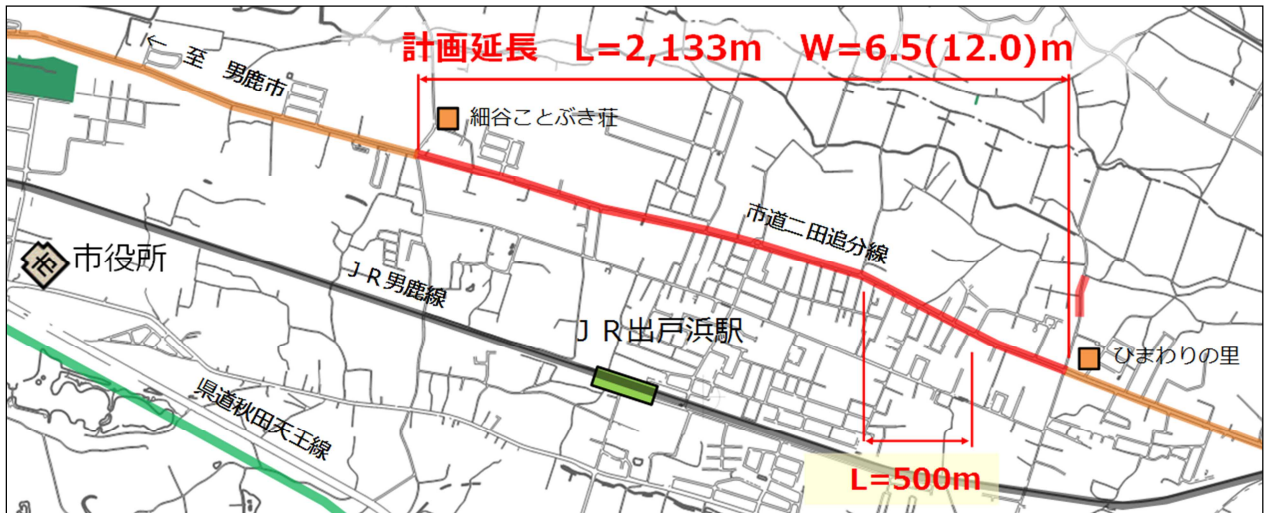 計画延長 L=2,133m W=6.5(12.0)m
←至 男鹿市
細谷ことぶき荘
市道二田追分線
市
市役所
JR男鹿線
JR出戸浜駅
ひまわりの里
県道秋田天王線
L=500m